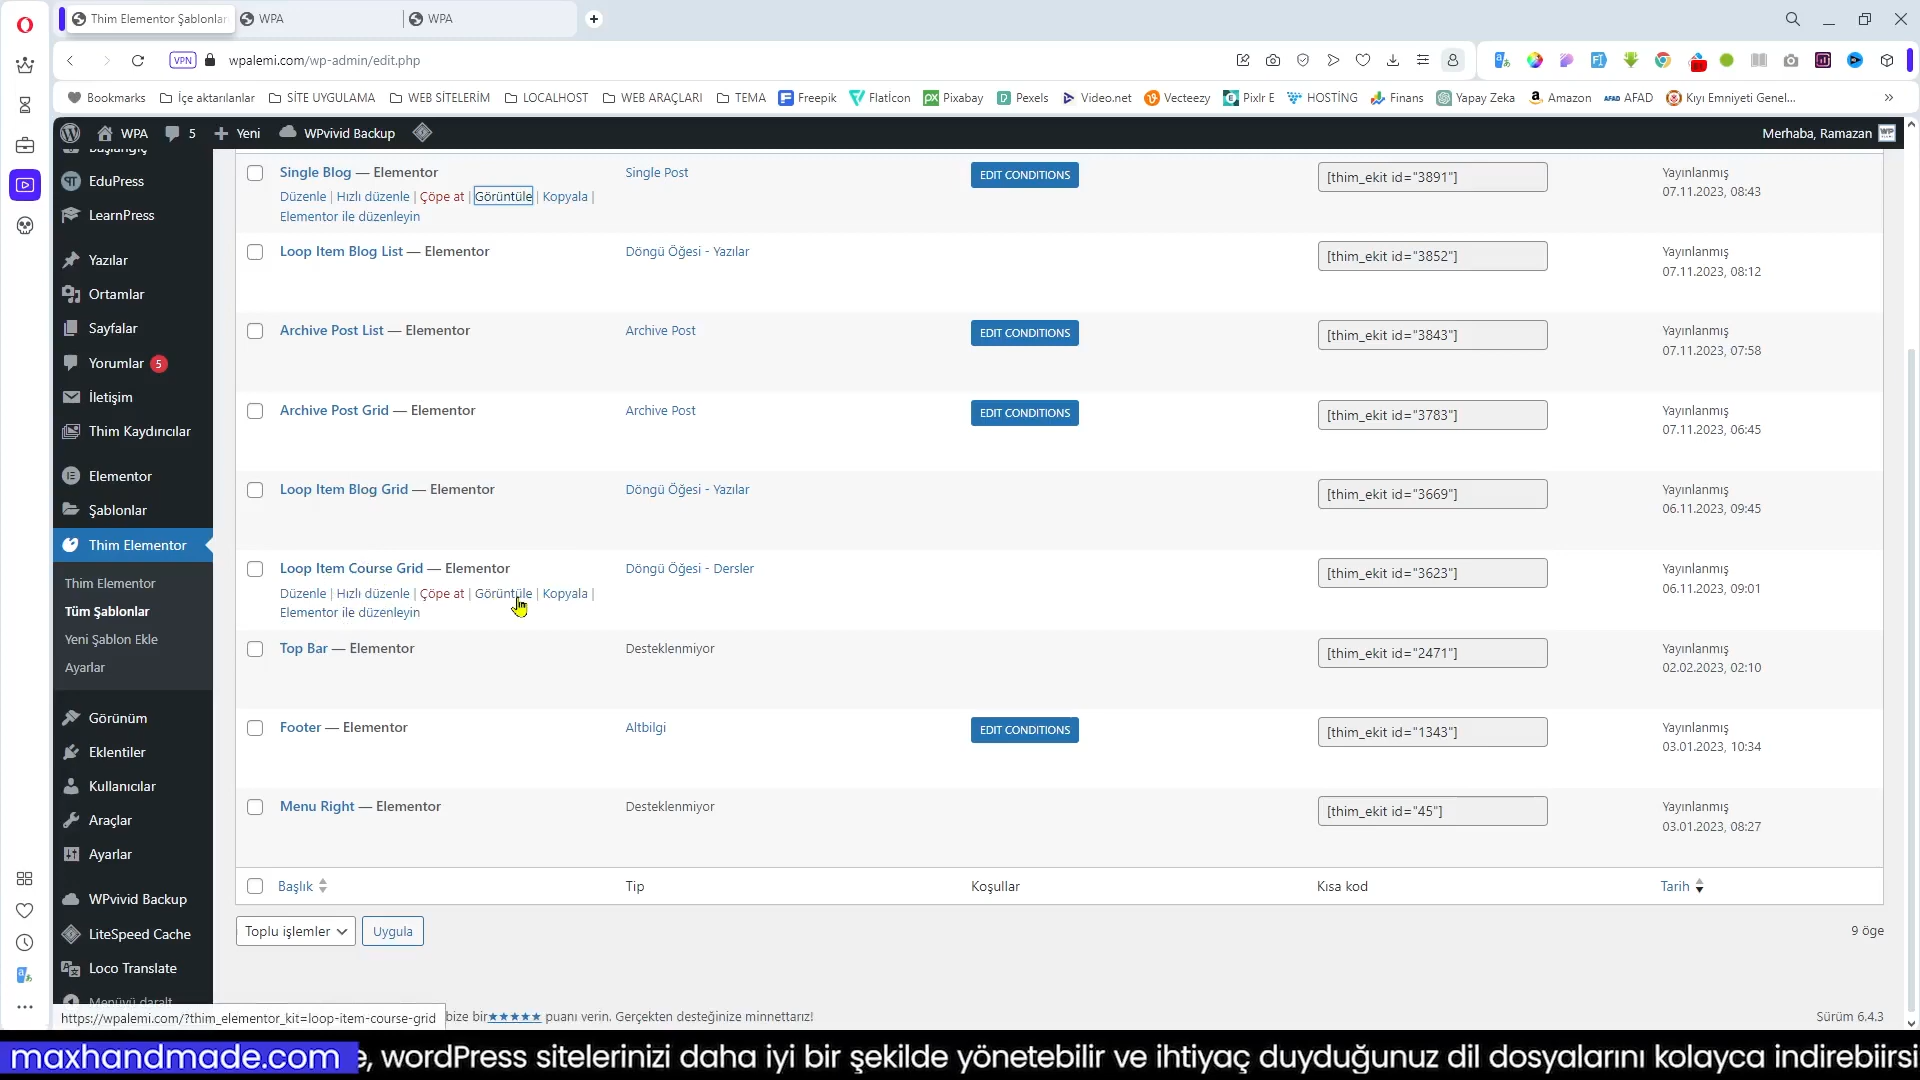 Thim Elementor Şablonlar
WPA
WPA
VPN
wpalemi.com/wp-admin/edit.php
Bookmarks
İçe aktarılanlar
SİTE UYGULAMA
WEB SİTELERİM
LOCALHOST
WEB ARAÇLARI
TEMA
Freepik
Flatİcon
Pixabay
Pexels
Video.net
Vecteezy
Pixlr E
HOSTİNG
Finans
Yapay Zeka
Amazon
AFAD
Kıyı Emniyeti Genel...
WPA
5
Yeni
WPvivid Backup
Merhaba, Ramazan
Başlangıç
EduPress
LearnPress
Yazılar
Ortamlar
Sayfalar
Yorumlar 5
İletişim
Thim Kaydırıcılar
Elementor
Şablonlar
Thim Elementor
Thim Elementor
Tüm Şablonlar
Yeni Şablon Ekle
Ayarlar
Görünüm
Eklentiler
Kullanıcılar
Araçlar
Ayarlar
WPvivid Backup
LiteSpeed Cache
Loco Translate
Menüyü daralt
Single Blog — Elementor
Düzenle | Hızlı düzenle | Çöpe at | Görüntüle | Kopyala |
Elementor ile düzenleyin
Single Post
EDIT CONDITIONS
[thim_ekit id="3891"]
Yayınlanmış
07.11.2023, 08:43
Loop Item Blog List — Elementor
Döngü Öğesi - Yazılar
[thim_ekit id="3852"]
Yayınlanmış
07.11.2023, 08:12
Archive Post List — Elementor
Archive Post
EDIT CONDITIONS
[thim_ekit id="3843"]
Yayınlanmış
07.11.2023, 07:58
Archive Post Grid — Elementor
Archive Post
EDIT CONDITIONS
[thim_ekit id="3783"]
Yayınlanmış
07.11.2023, 06:45
Loop Item Blog Grid — Elementor
Döngü Öğesi - Yazılar
[thim_ekit id="3669"]
Yayınlanmış
06.11.2023, 09:45
Loop Item Course Grid — Elementor
Düzenle | Hızlı düzenle | Çöpe at | Görüntüle | Kopyala |
Elementor ile düzenleyin
Döngü Öğesi - Dersler
[thim_ekit id="3623"]
Yayınlanmış
06.11.2023, 09:01
Top Bar — Elementor
Desteklenmiyor
[thim_ekit id="2471"]
Yayınlanmış
02.02.2023, 02:10
Footer — Elementor
Altbilgi
EDIT CONDITIONS
[thim_ekit id="1343"]
Yayınlanmış
03.01.2023, 10:34
Menu Right — Elementor
Desteklenmiyor
[thim_ekit id="45"]
Yayınlanmış
03.01.2023, 08:27
Başlık
Tip
Koşullar
Kısa kod
Tarih
Toplu işlemler
Uygula
9 öge
https://wpalemi.com/?thim_elementor_kit=loop-item-course-grid
bize bir ★★★★★ puanı verin. Gerçekten desteğinize minnettarız!
Sürüm 6.4.3
maxhandmade.com e, wordPress sitelerinizi daha iyi bir şekilde yönetebilir ve ihtiyaç duyduğunuz dil dosyalarını kolayca indirebiirsi